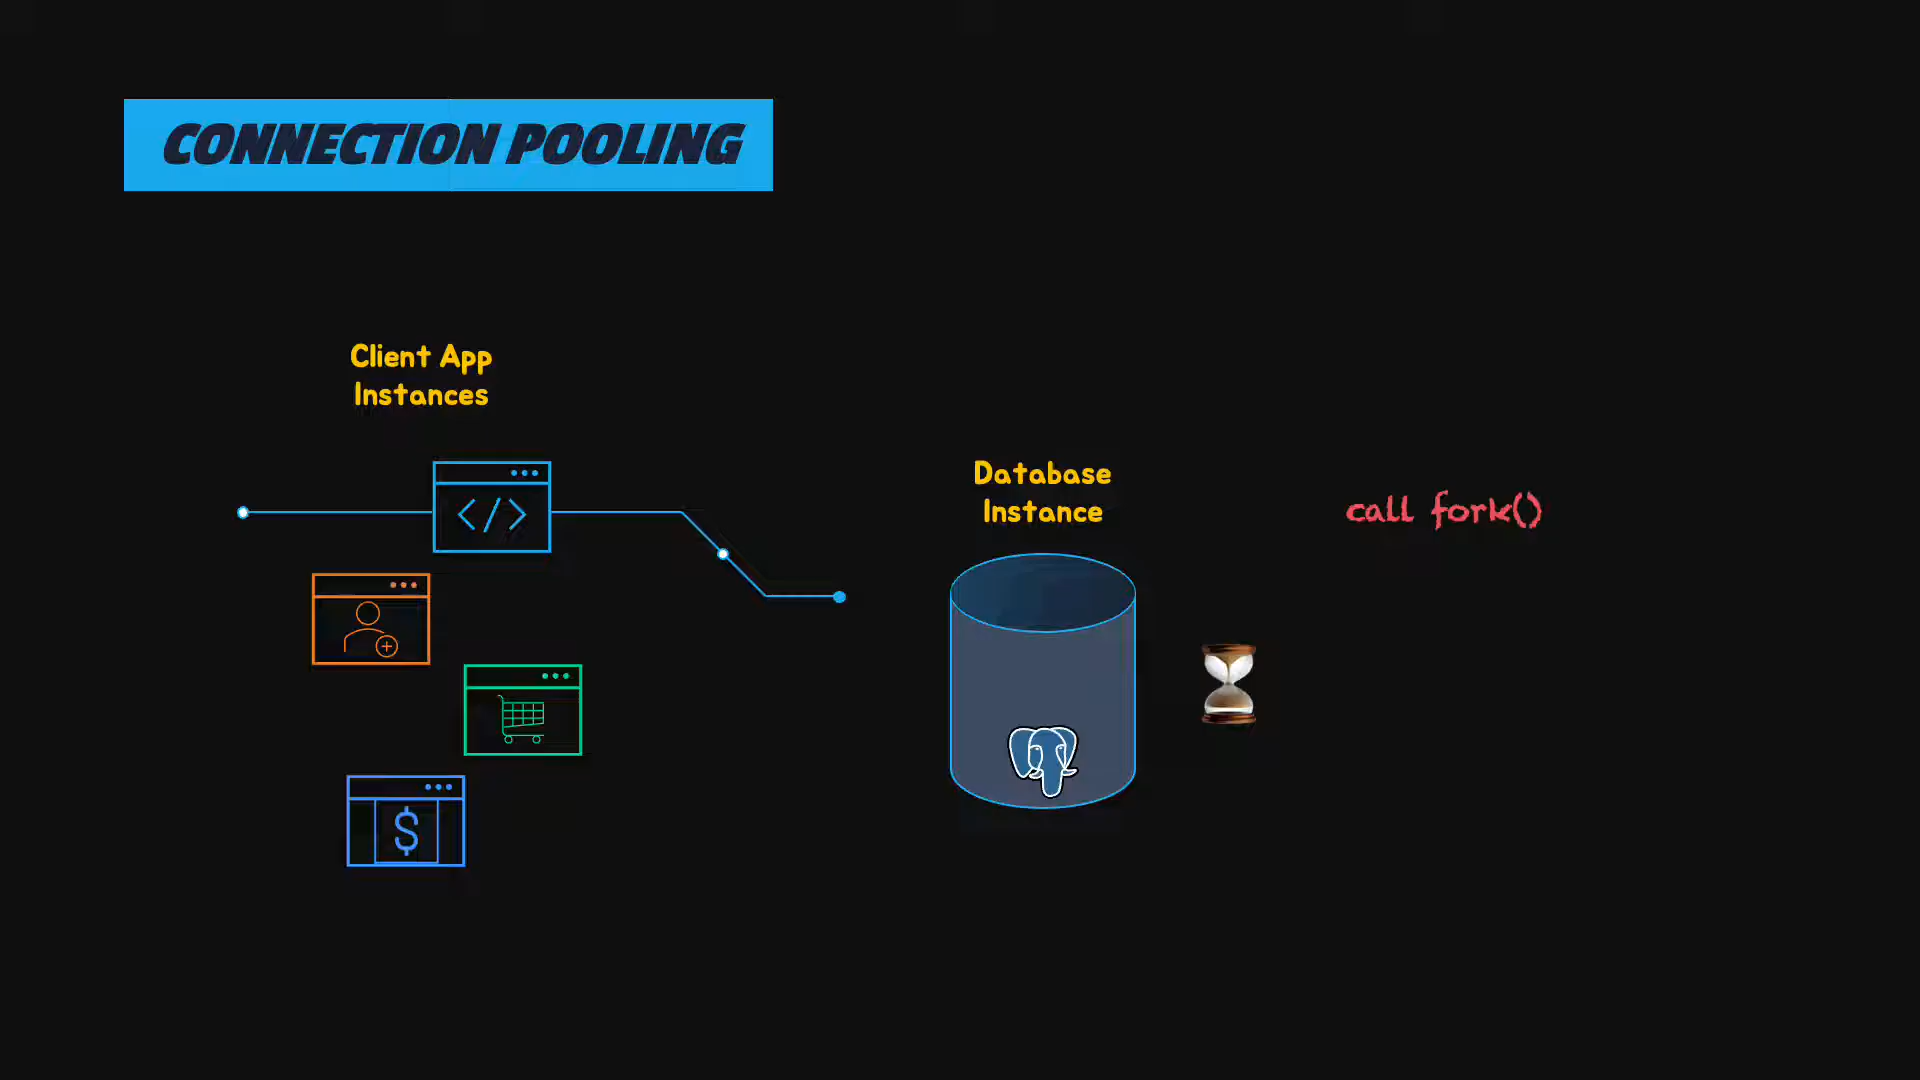 CONNECTION POOLING
Client App
Instances
</>
Database
Instance
call fork()
$